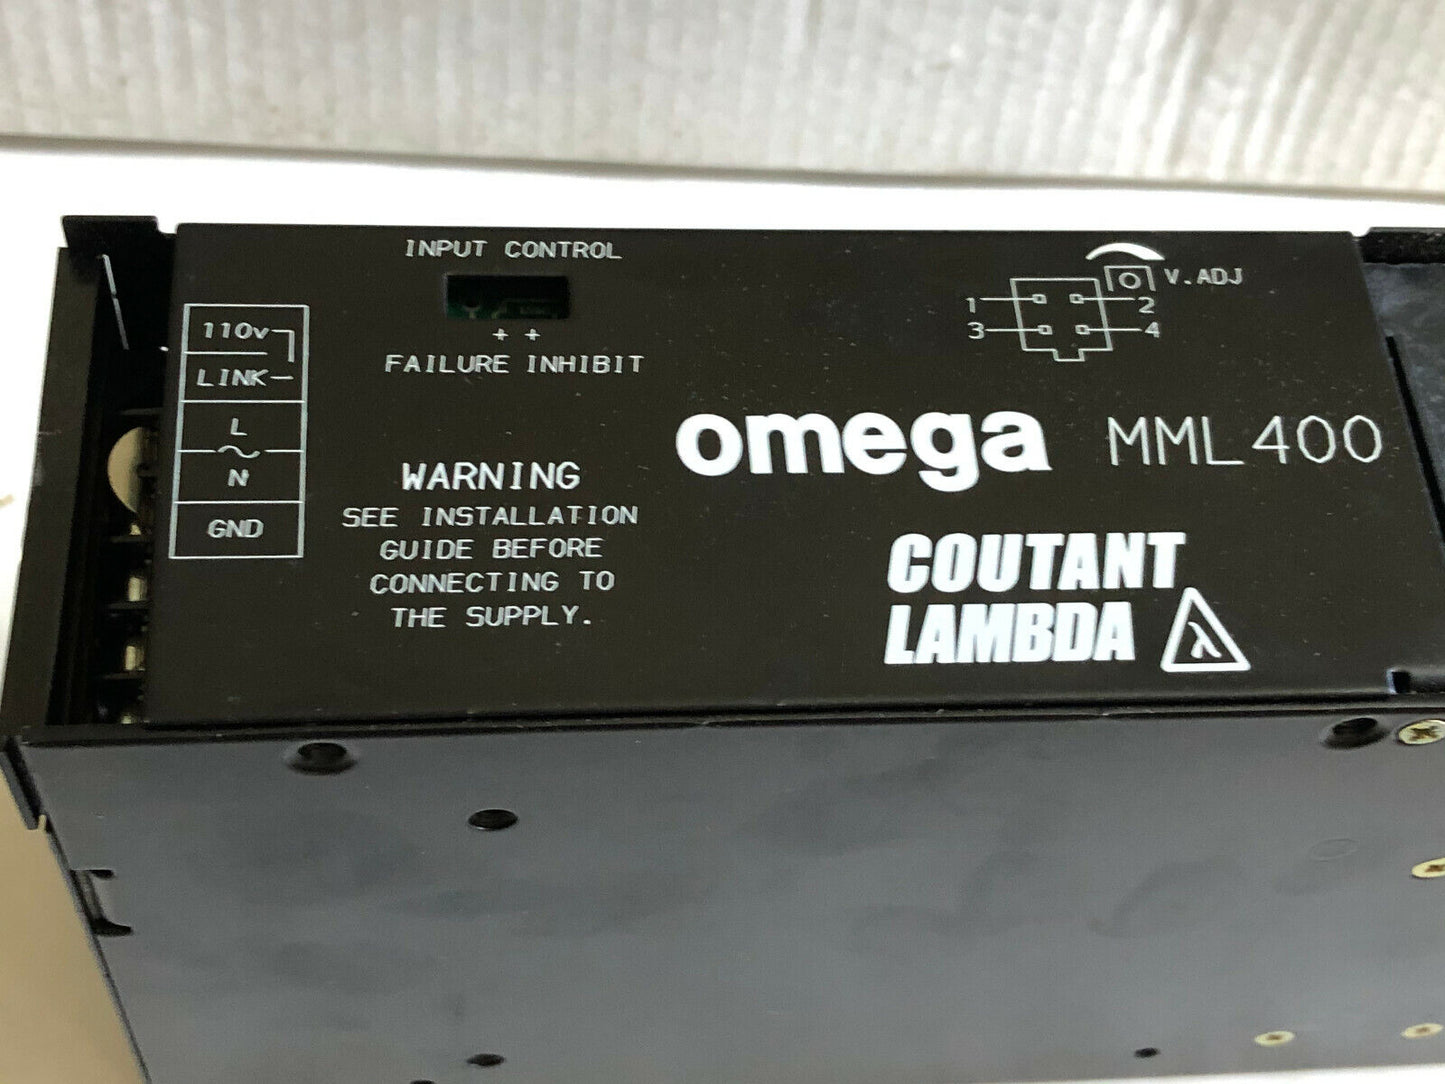 INPUT CONTROL
+ +
FAILURE INHIBIT
110v
LINK
L
~
N
GND
WARNING
SEE INSTALLATION
GUIDE BEFORE
CONNECTING TO
THE SUPPLY.
V.ADJ
1 2
3 4
omega MML400
COUTANT
LAMBDA λ